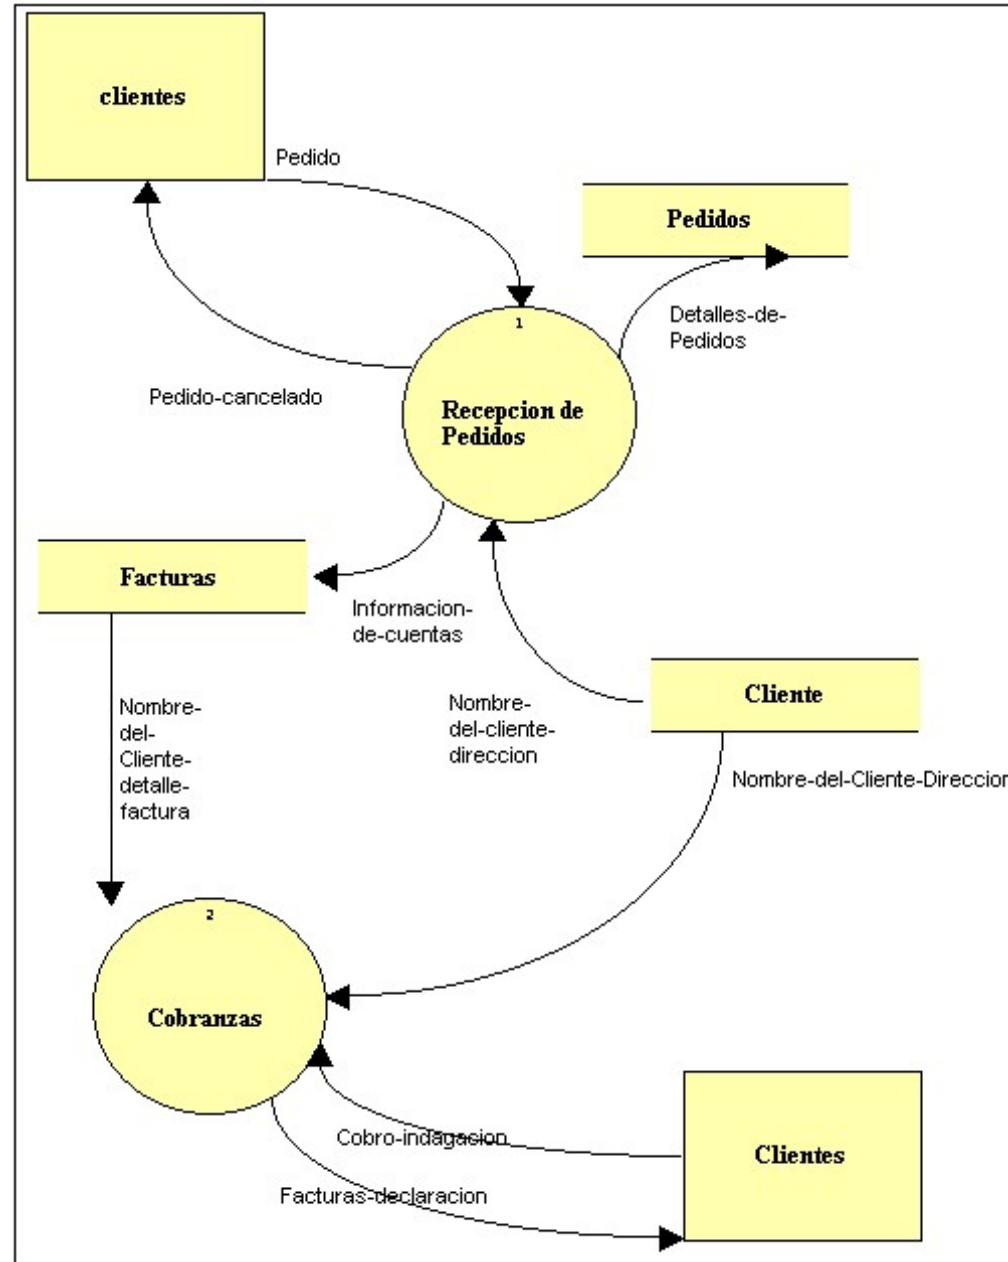 clientes
Pedido
Pedidos
Detalles-de-
Pedidos
1
Recepcion de
Pedidos
Pedido-cancelado
Facturas
Informacion-
de-cuentas
Cliente
Nombre-
del-
Cliente-
detalle-
factura
Nombre-
del-cliente-
direccion
Nombre-del-Cliente-Direccion
2
Cobranzas
Cobro-indagacion
Clientes
Facturas-declaracion